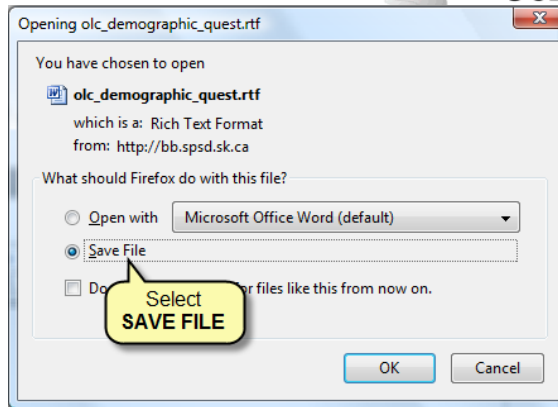 Opening olc_demographic_quest.rtf
You have chosen to open
olc_demographic_quest.rtf
which is a: Rich Text Format
from: http://bb.spsd.sk.ca
What should Firefox do with this file?
Open with Microsoft Office Word (default)
Save File
Do for files like this from now on.
Select
SAVE FILE
OK Cancel